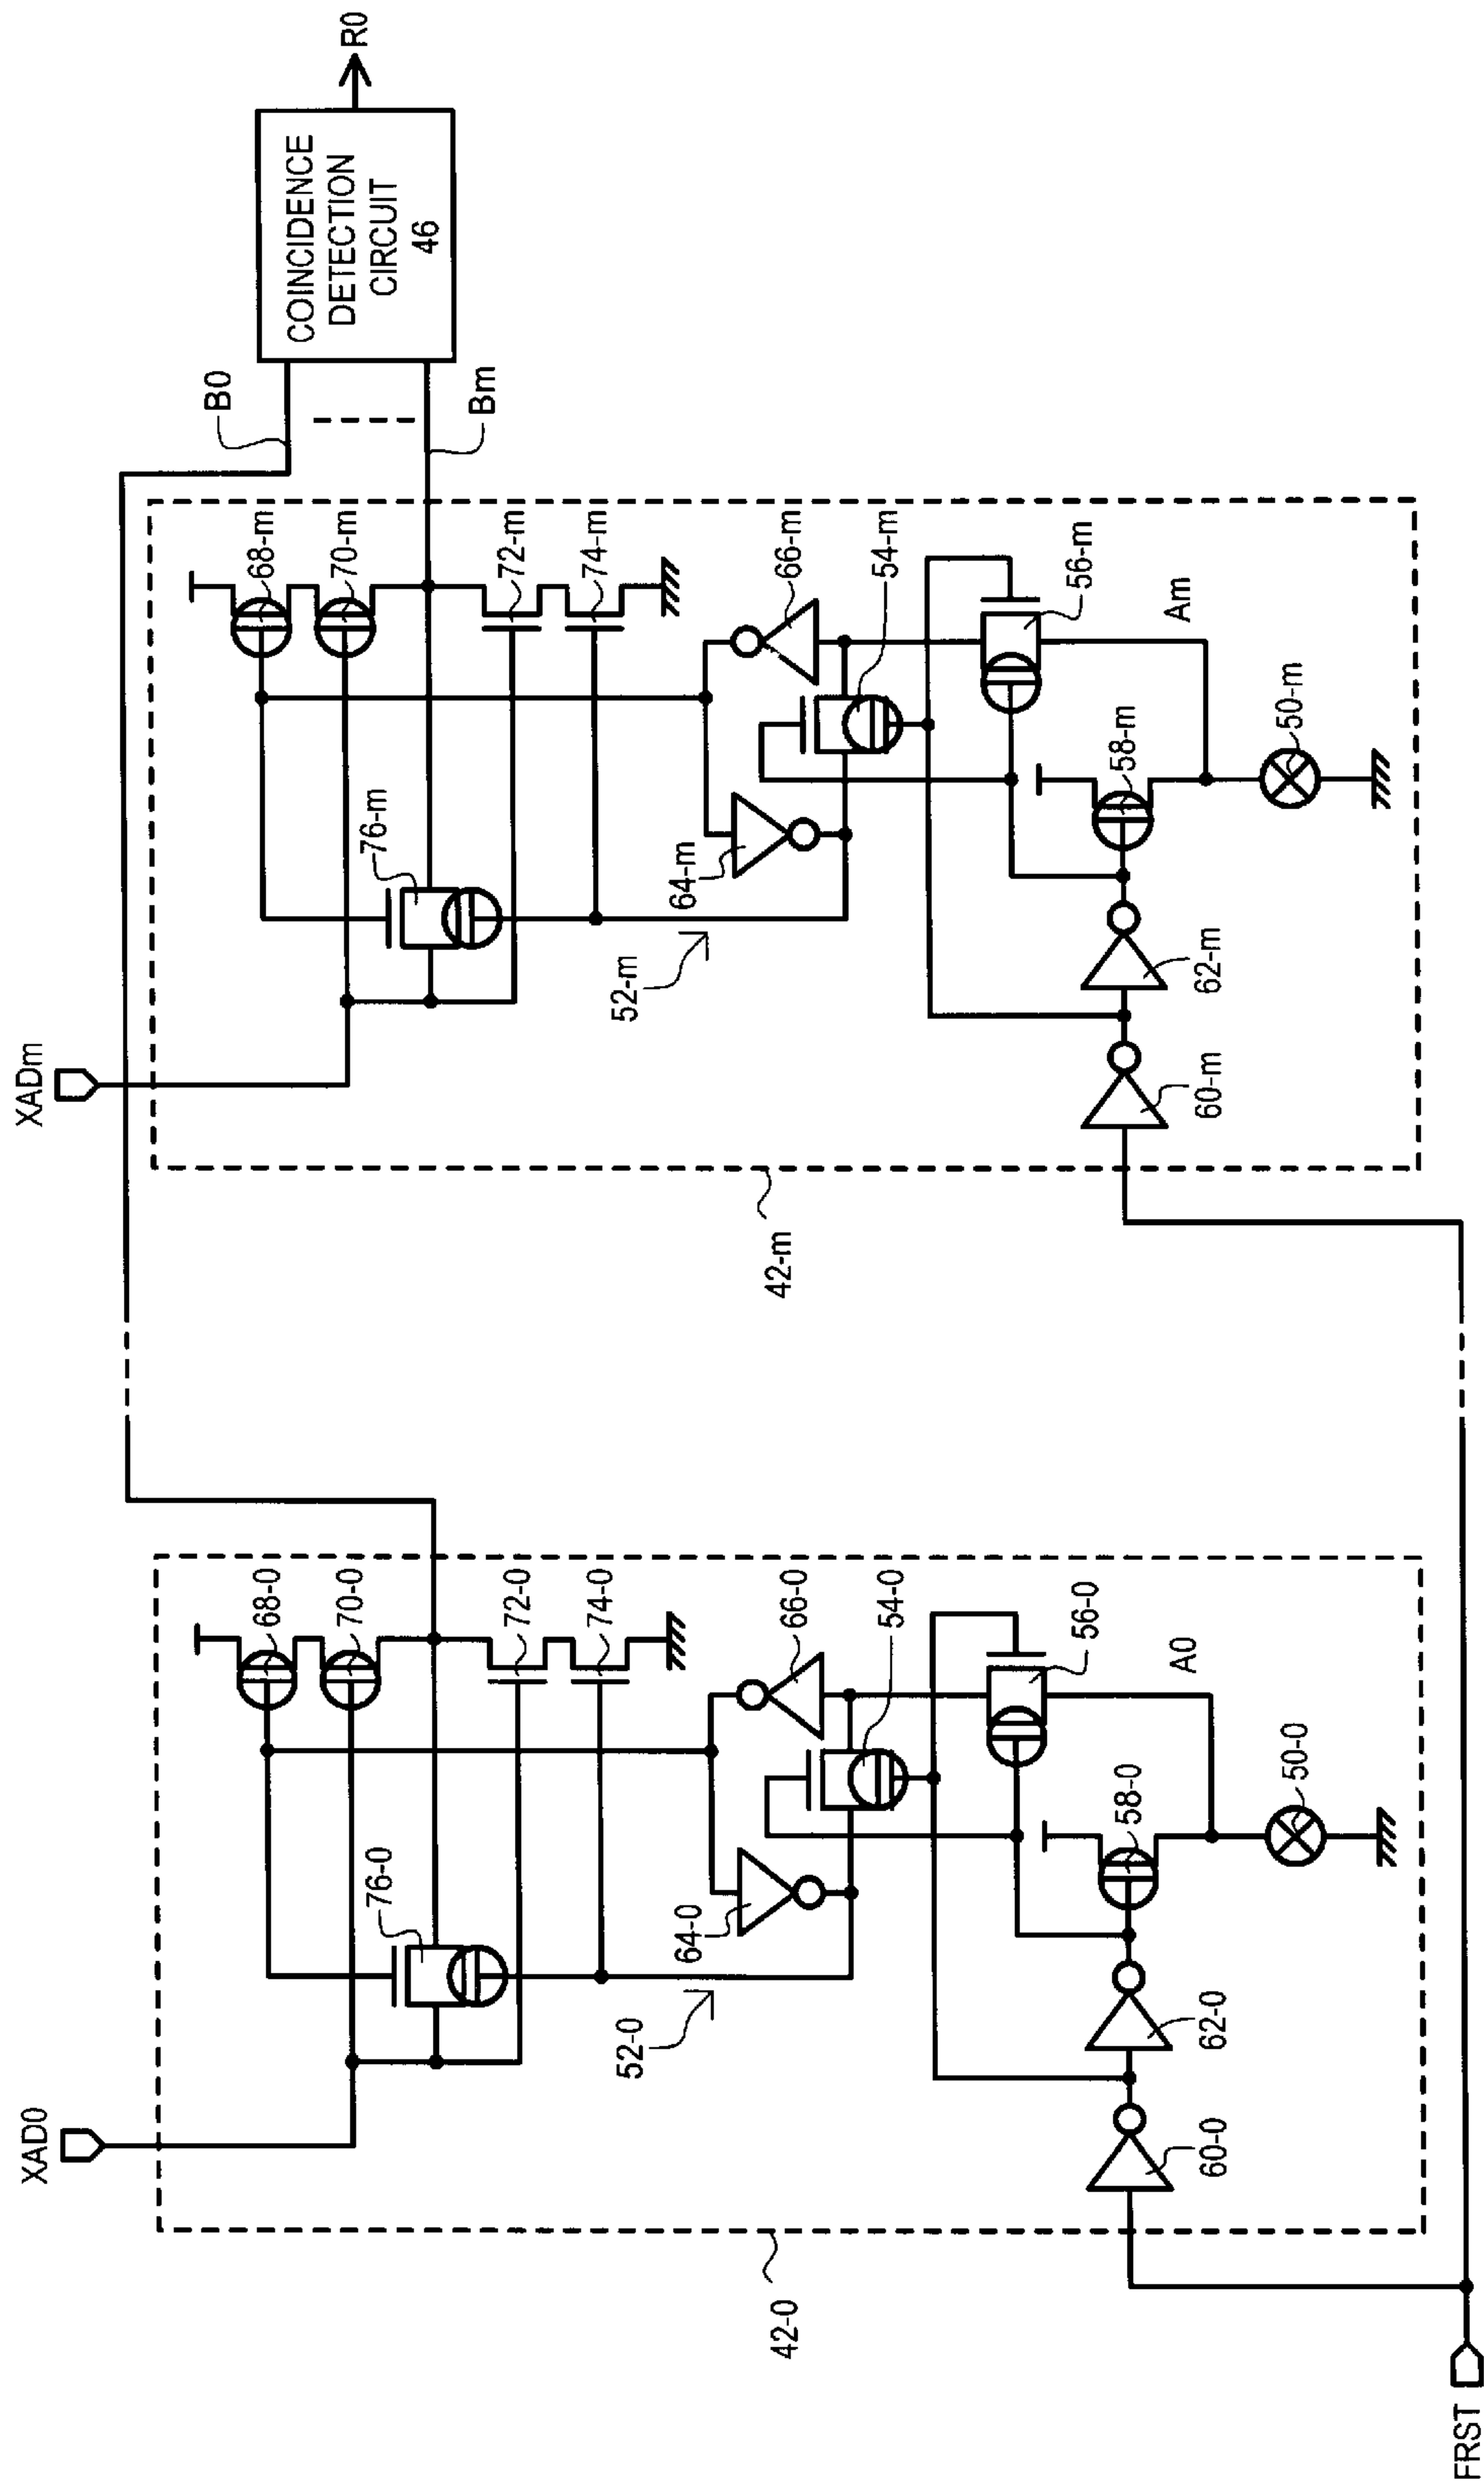 XAD0
XADm
FRST
42-0
42-m
68-0
70-0
72-0
74-0
76-0
66-0
64-0
52-0
54-0
56-0
A0
58-0
50-0
62-0
60-0
68-m
70-m
72-m
74-m
76-m
66-m
64-m
52-m
54-m
56-m
Am
58-m
50-m
62-m
60-m
B0
Bm
COINCIDENCE
DETECTION
CIRCUIT
46
R0